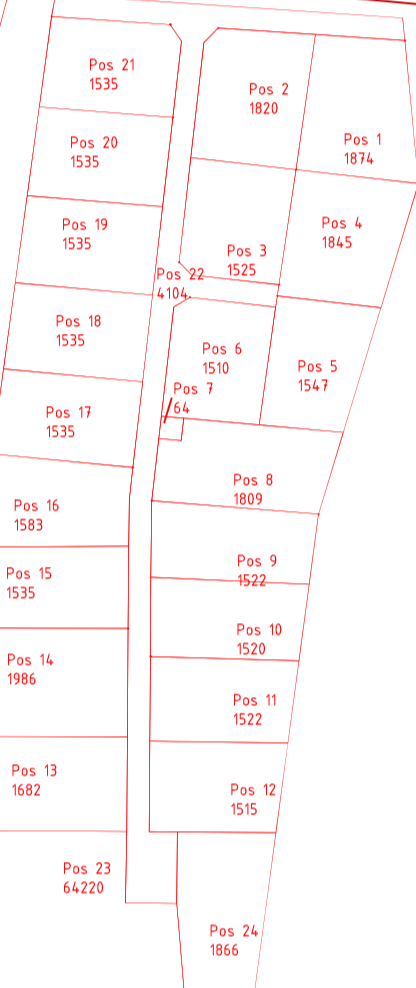 Pos 21
1535
Pos 2
1820
Pos 1
1874
Pos 20
1535
Pos 19
1535
Pos 4
1845
Pos 3
1525
Pos 22
4104
Pos 18
1535
Pos 6
1510
Pos 5
1547
Pos 7
64
Pos 17
1535
Pos 8
1809
Pos 16
1583
Pos 9
1522
Pos 15
1535
Pos 10
1520
Pos 14
1986
Pos 11
1522
Pos 13
1682
Pos 12
1515
Pos 23
64220
Pos 24
1866